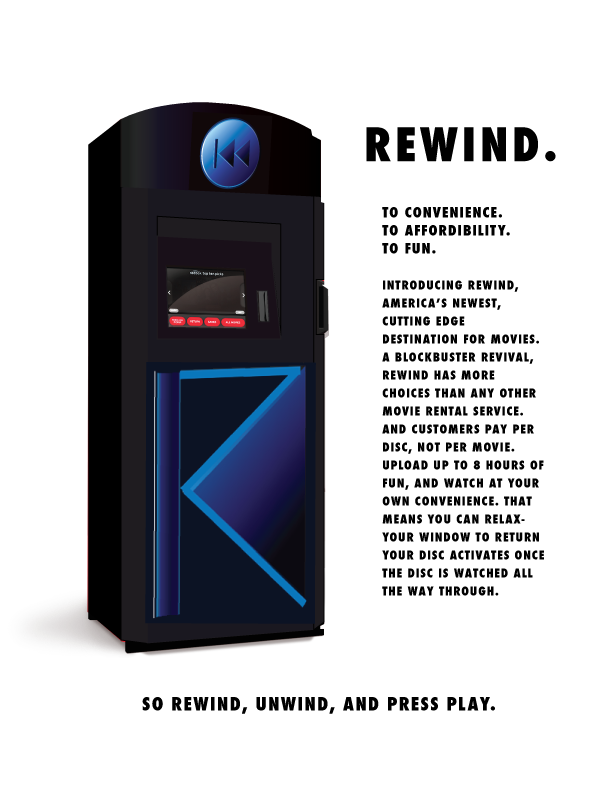 REWIND.
TO CONVENIENCE.
TO AFFORDIBILITY.
TO FUN.
INTRODUCING REWIND,
AMERICA'S NEWEST,
CUTTING EDGE
DESTINATION FOR MOVIES.
A BLOCKBUSTER REVIVAL,
REWIND HAS MORE
CHOICES THAN ANY OTHER
MOVIE RENTAL SERVICE.
AND CUSTOMERS PAY PER
DISC, NOT PER MOVIE.
UPLOAD UP TO 8 HOURS OF
FUN, AND WATCH AT YOUR
OWN CONVENIENCE. THAT
MEANS YOU CAN RELAX-
YOUR WINDOW TO RETURN
YOUR DISC ACTIVATES ONCE
THE DISC IS WATCHED ALL
THE WAY THROUGH.
SO REWIND, UNWIND, AND PRESS PLAY.